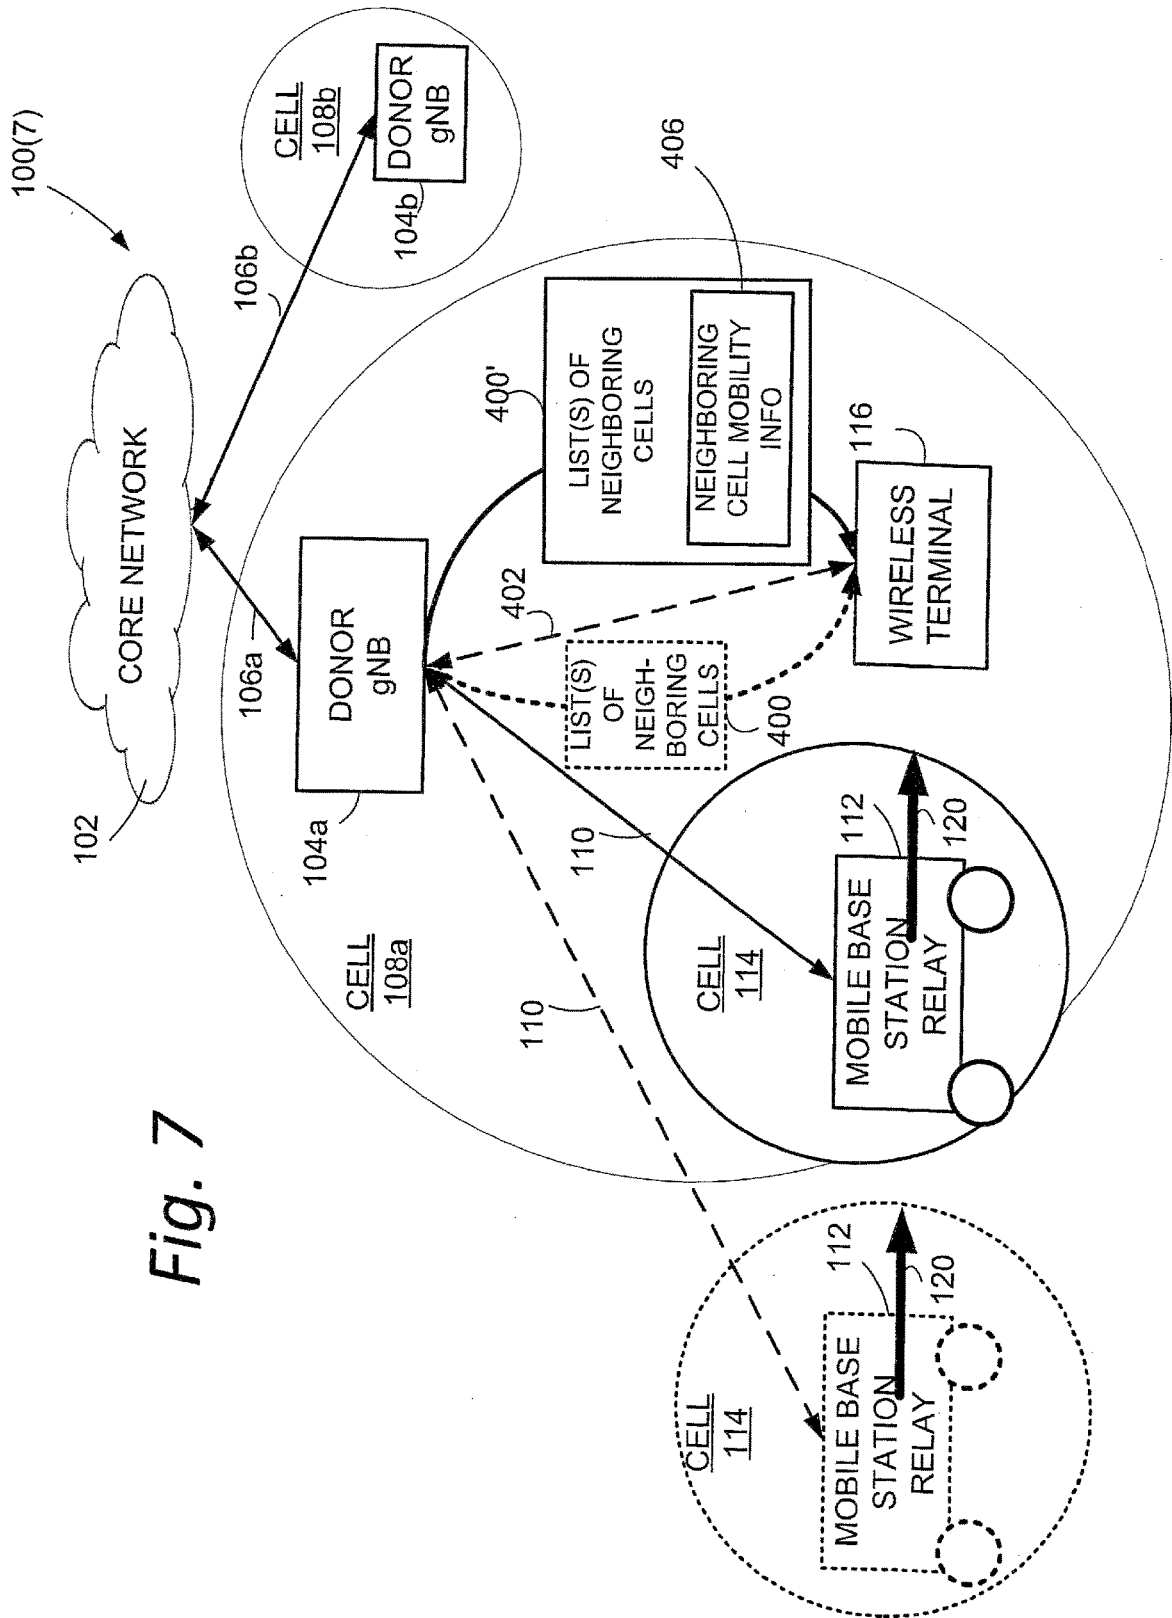 100(7)
CORE NETWORK
102
106a
106b
CELL
108b
DONOR
gNB
104b
DONOR
gNB
104a
CELL
108a
110
110
402
LIST(S)
OF
NEIGH-
BORING
CELLS
400
400'
LIST(S) OF
NEIGHBORING
CELLS
NEIGHBORING
CELL MOBILITY
INFO
406
WIRELESS
TERMINAL
116
CELL
114
MOBILE BASE
STATION
RELAY
112
120
CELL
114
MOBILE BASE
STATION
RELAY
112
120
Fig. 7